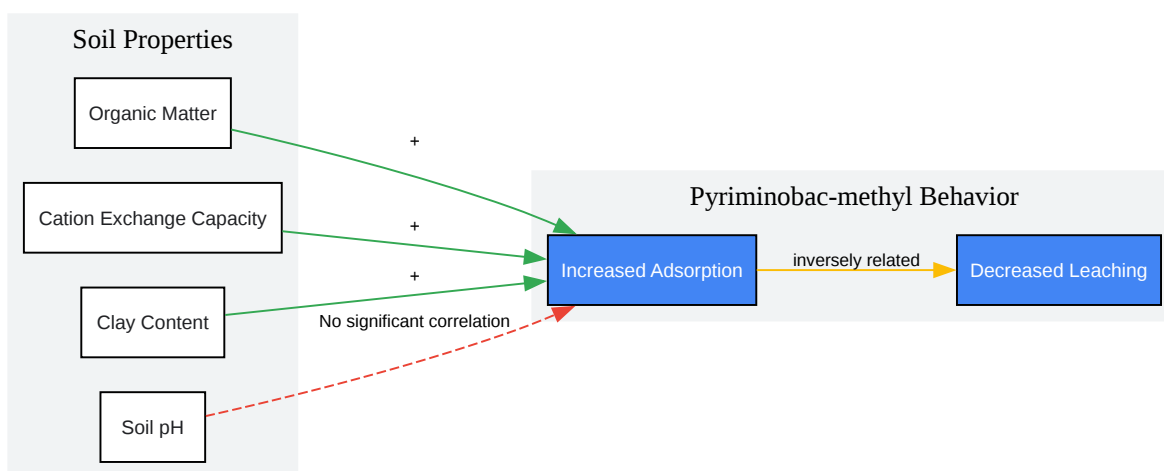 Soil Properties
Organic Matter
+
Cation Exchange Capacity
+
Clay Content
+
No significant correlation
Soil pH
Pyriminobac-methyl Behavior
Increased Adsorption
inversely related
Decreased Leaching